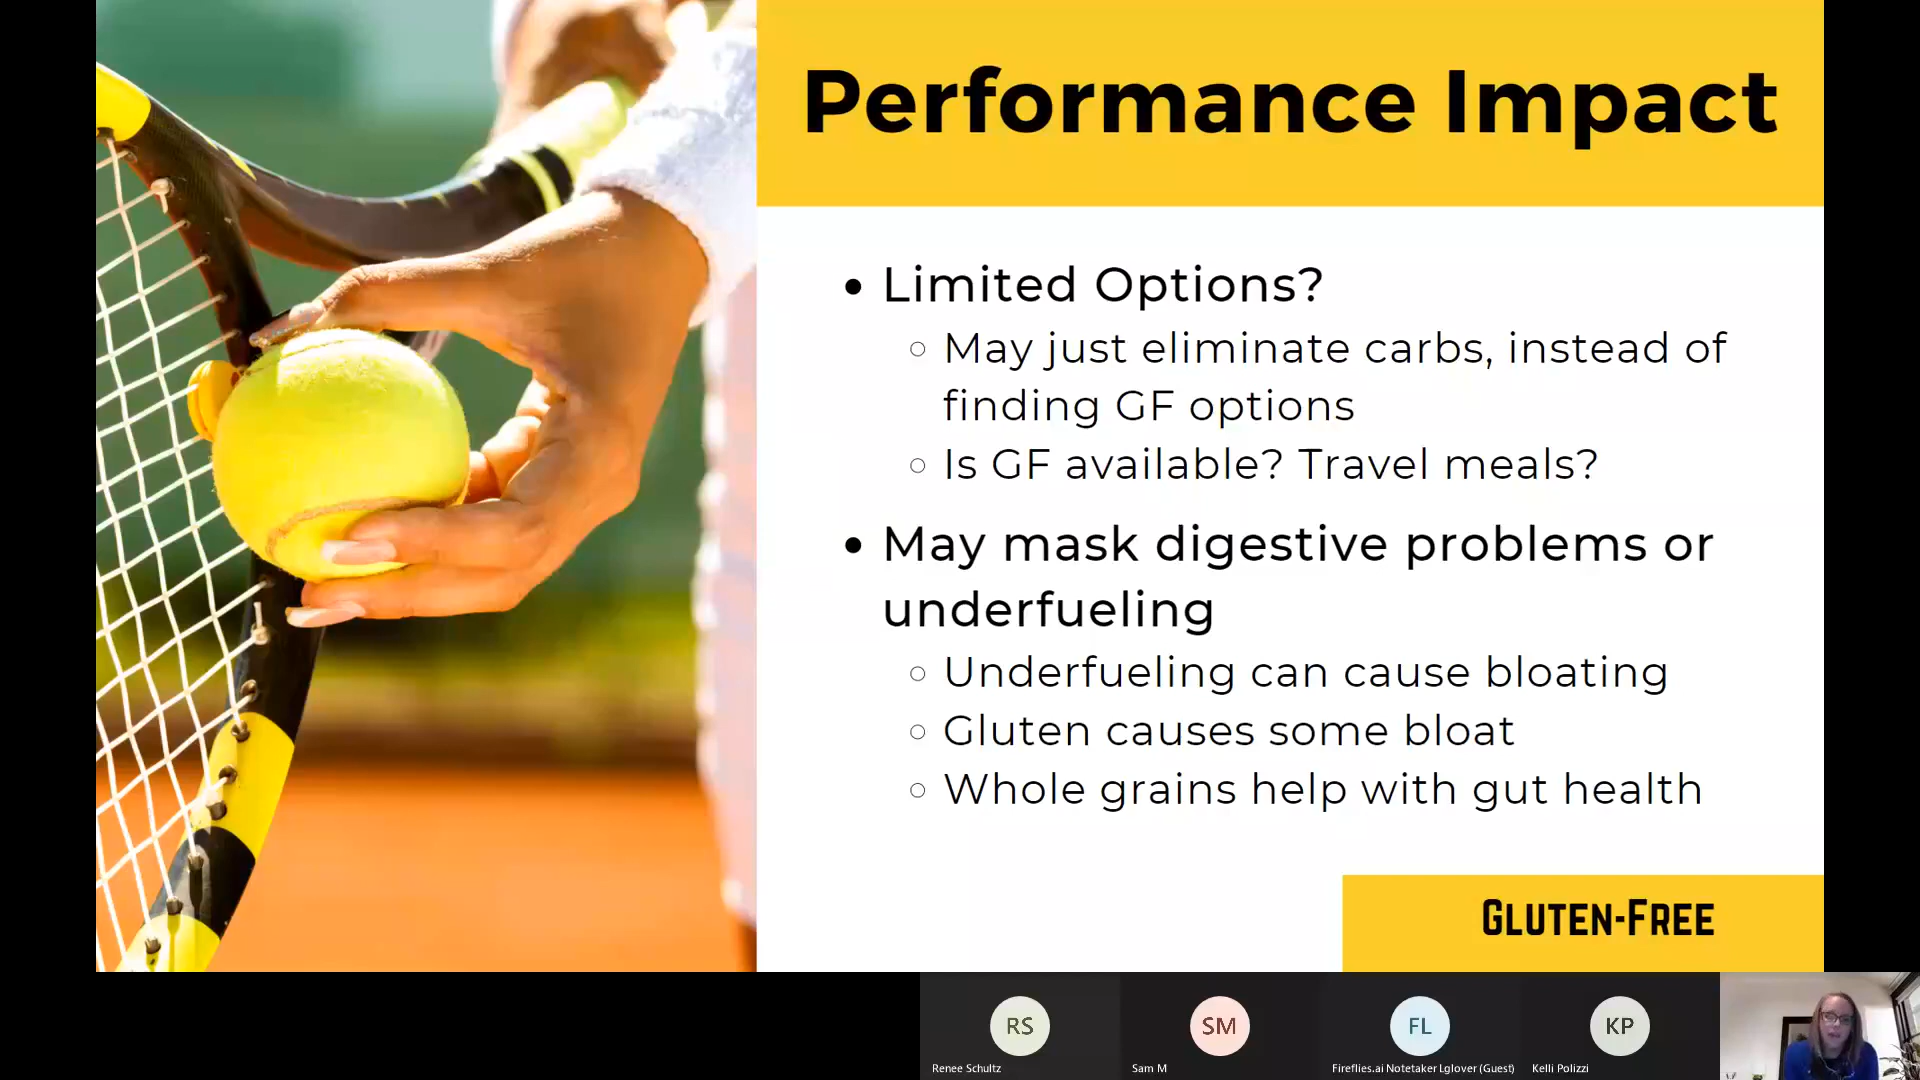 Performance Impact
• Limited Options?
○ May just eliminate carbs, instead of
finding GF options
○ Is GF available? Travel meals?
• May mask digestive problems or
underfueling
○ Underfueling can cause bloating
○ Gluten causes some bloat
○ Whole grains help with gut health
GLUTEN-FREE
RS
SM
FL
KP
Renee Schultz
Sam M
Fireflies.ai Notetaker Lglover (Guest)
Kelli Polizzi